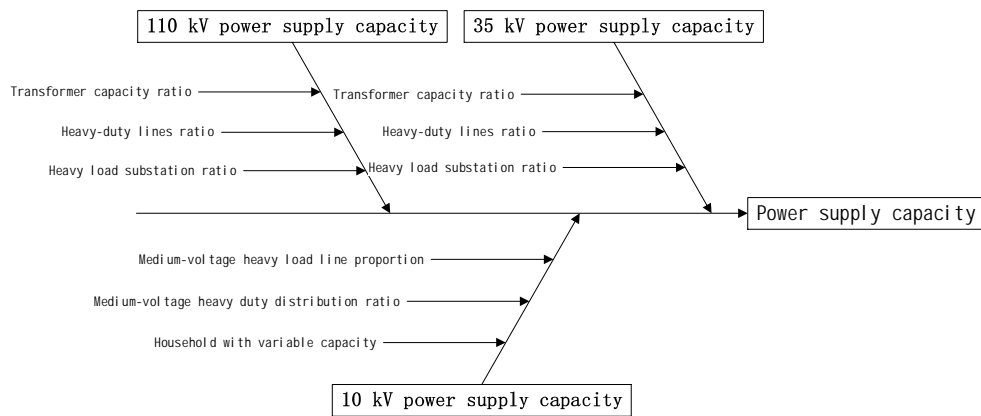 110 kV power supply capacity
35 kV power supply capacity
Transformer capacity ratio
Transformer capacity ratio
Heavy-duty lines ratio
Heavy-duty lines ratio
Heavy load substation ratio
Heavy load substation ratio
Power supply capacity
Medium-voltage heavy load line proportion
Medium-voltage heavy duty distribution ratio
Household with variable capacity
10 kV power supply capacity